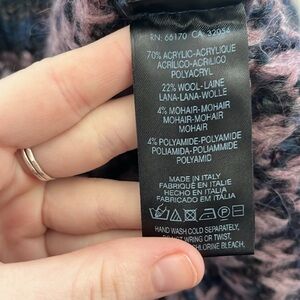 RN: 66170 CA: 32054
70% ACRYLIC-ACRYLIQUE
ACRILICO-ACRILICO
POLYACRYL
22% WOOL-LAINE
LANA-LANA-WOLLE
4% MOHAIR-MOHAIR
MOHAIR-MOHAIR
MOHAIR
4% POLYAMIDE-POLYAMIDE
POLIAMIDA-POLIAMMIDE
POLYAMID
MADE IN ITALY
FABRIQUÉ EN ITALIE
HECHO EN ITALIA
FABBRICATO IN ITALIA
HAND WASH COLD SEPARATELY.
WRING OR TWIST.
CHLORINE BLEACH.